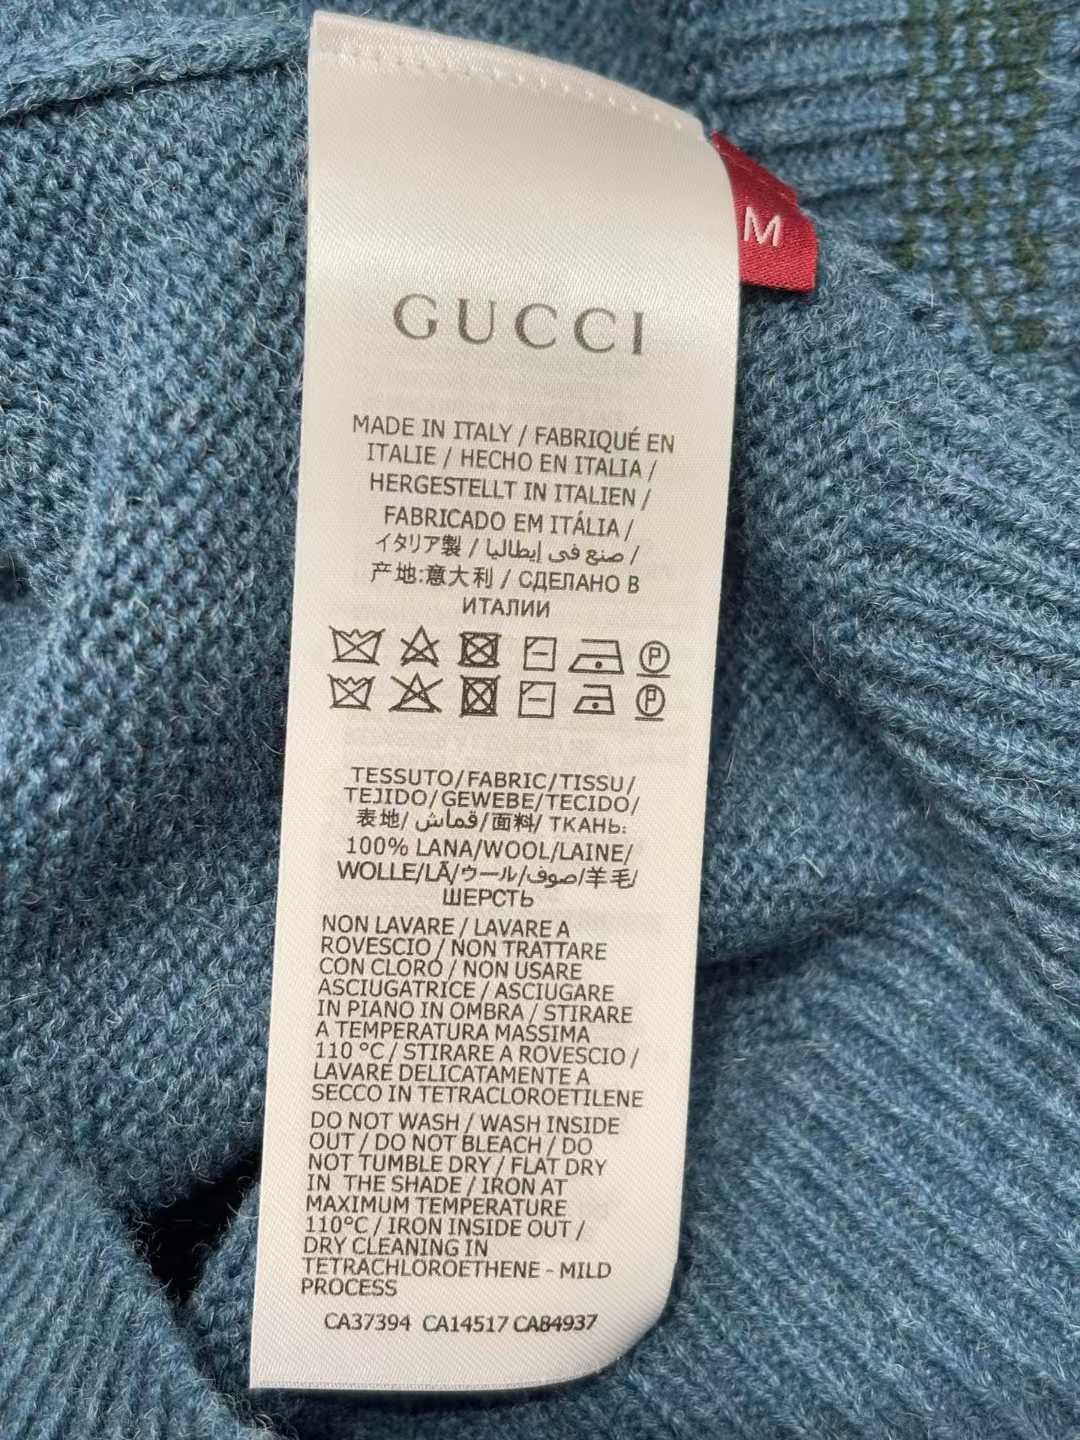 M
GUCCI
MADE IN ITALY / FABRIQUÉ EN
ITALIE / HECHO EN ITALIA /
HERGESTELLT IN ITALIEN /
FABRICADO EM ITÁLIA /
イタリア製 / صنع في إيطاليا /
产地:意大利 / СДЕЛАНО В
ИТАЛИИ
P
P
TESSUTO/FABRIC/TISSU/
TEJIDO/GEWEBE/TECIDO/
表地/ قماش/面料/ ТКАНЬ:
100% LANA/WOOL/LAINE/
WOLLE/LÃ/ウール/صوف/羊毛/
ШЕРСТЬ
NON LAVARE / LAVARE A
ROVESCIO / NON TRATTARE
CON CLORO / NON USARE
ASCIUGATRICE / ASCIUGARE
IN PIANO IN OMBRA / STIRARE
A TEMPERATURA MASSIMA
110 °C / STIRARE A ROVESCIO /
LAVARE DELICATAMENTE A
SECCO IN TETRACLOROETILENE
DO NOT WASH / WASH INSIDE
OUT / DO NOT BLEACH / DO
NOT TUMBLE DRY / FLAT DRY
IN THE SHADE / IRON AT
MAXIMUM TEMPERATURE
110°C / IRON INSIDE OUT /
DRY CLEANING IN
TETRACHLOROETHENE - MILD
PROCESS
CA37394 CA14517 CA84937